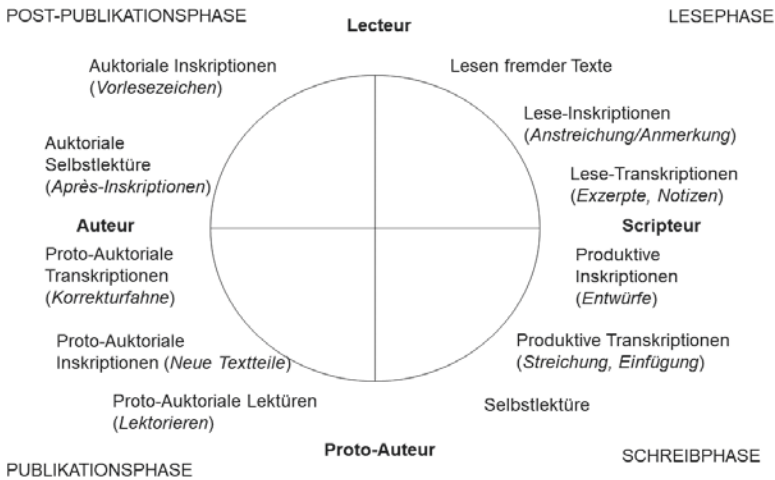 POST-PUBLIKATIONSPHASE
LESEPHASE
Lecteur
Auktoriale Inskriptionen
(Vorlesezeichen)
Lesen fremder Texte
Lese-Inskriptionen
(Anstreichung/Anmerkung)
Auktoriale
Selbstlektüre
(Après-Inskriptionen)
Lese-Transkriptionen
(Exzerpte, Notizen)
Auteur
Scripteur
Proto-Auktoriale
Transkriptionen
(Korrekturfahne)
Produktive
Inskriptionen
(Entwürfe)
Proto-Auktoriale
Inskriptionen (Neue Textteile)
Produktive Transkriptionen
(Streichung, Einfügung)
Proto-Auktoriale Lektüren
(Lektorieren)
Selbstlektüre
Proto-Auteur
PUBLIKATIONSPHASE
SCHREIBPHASE